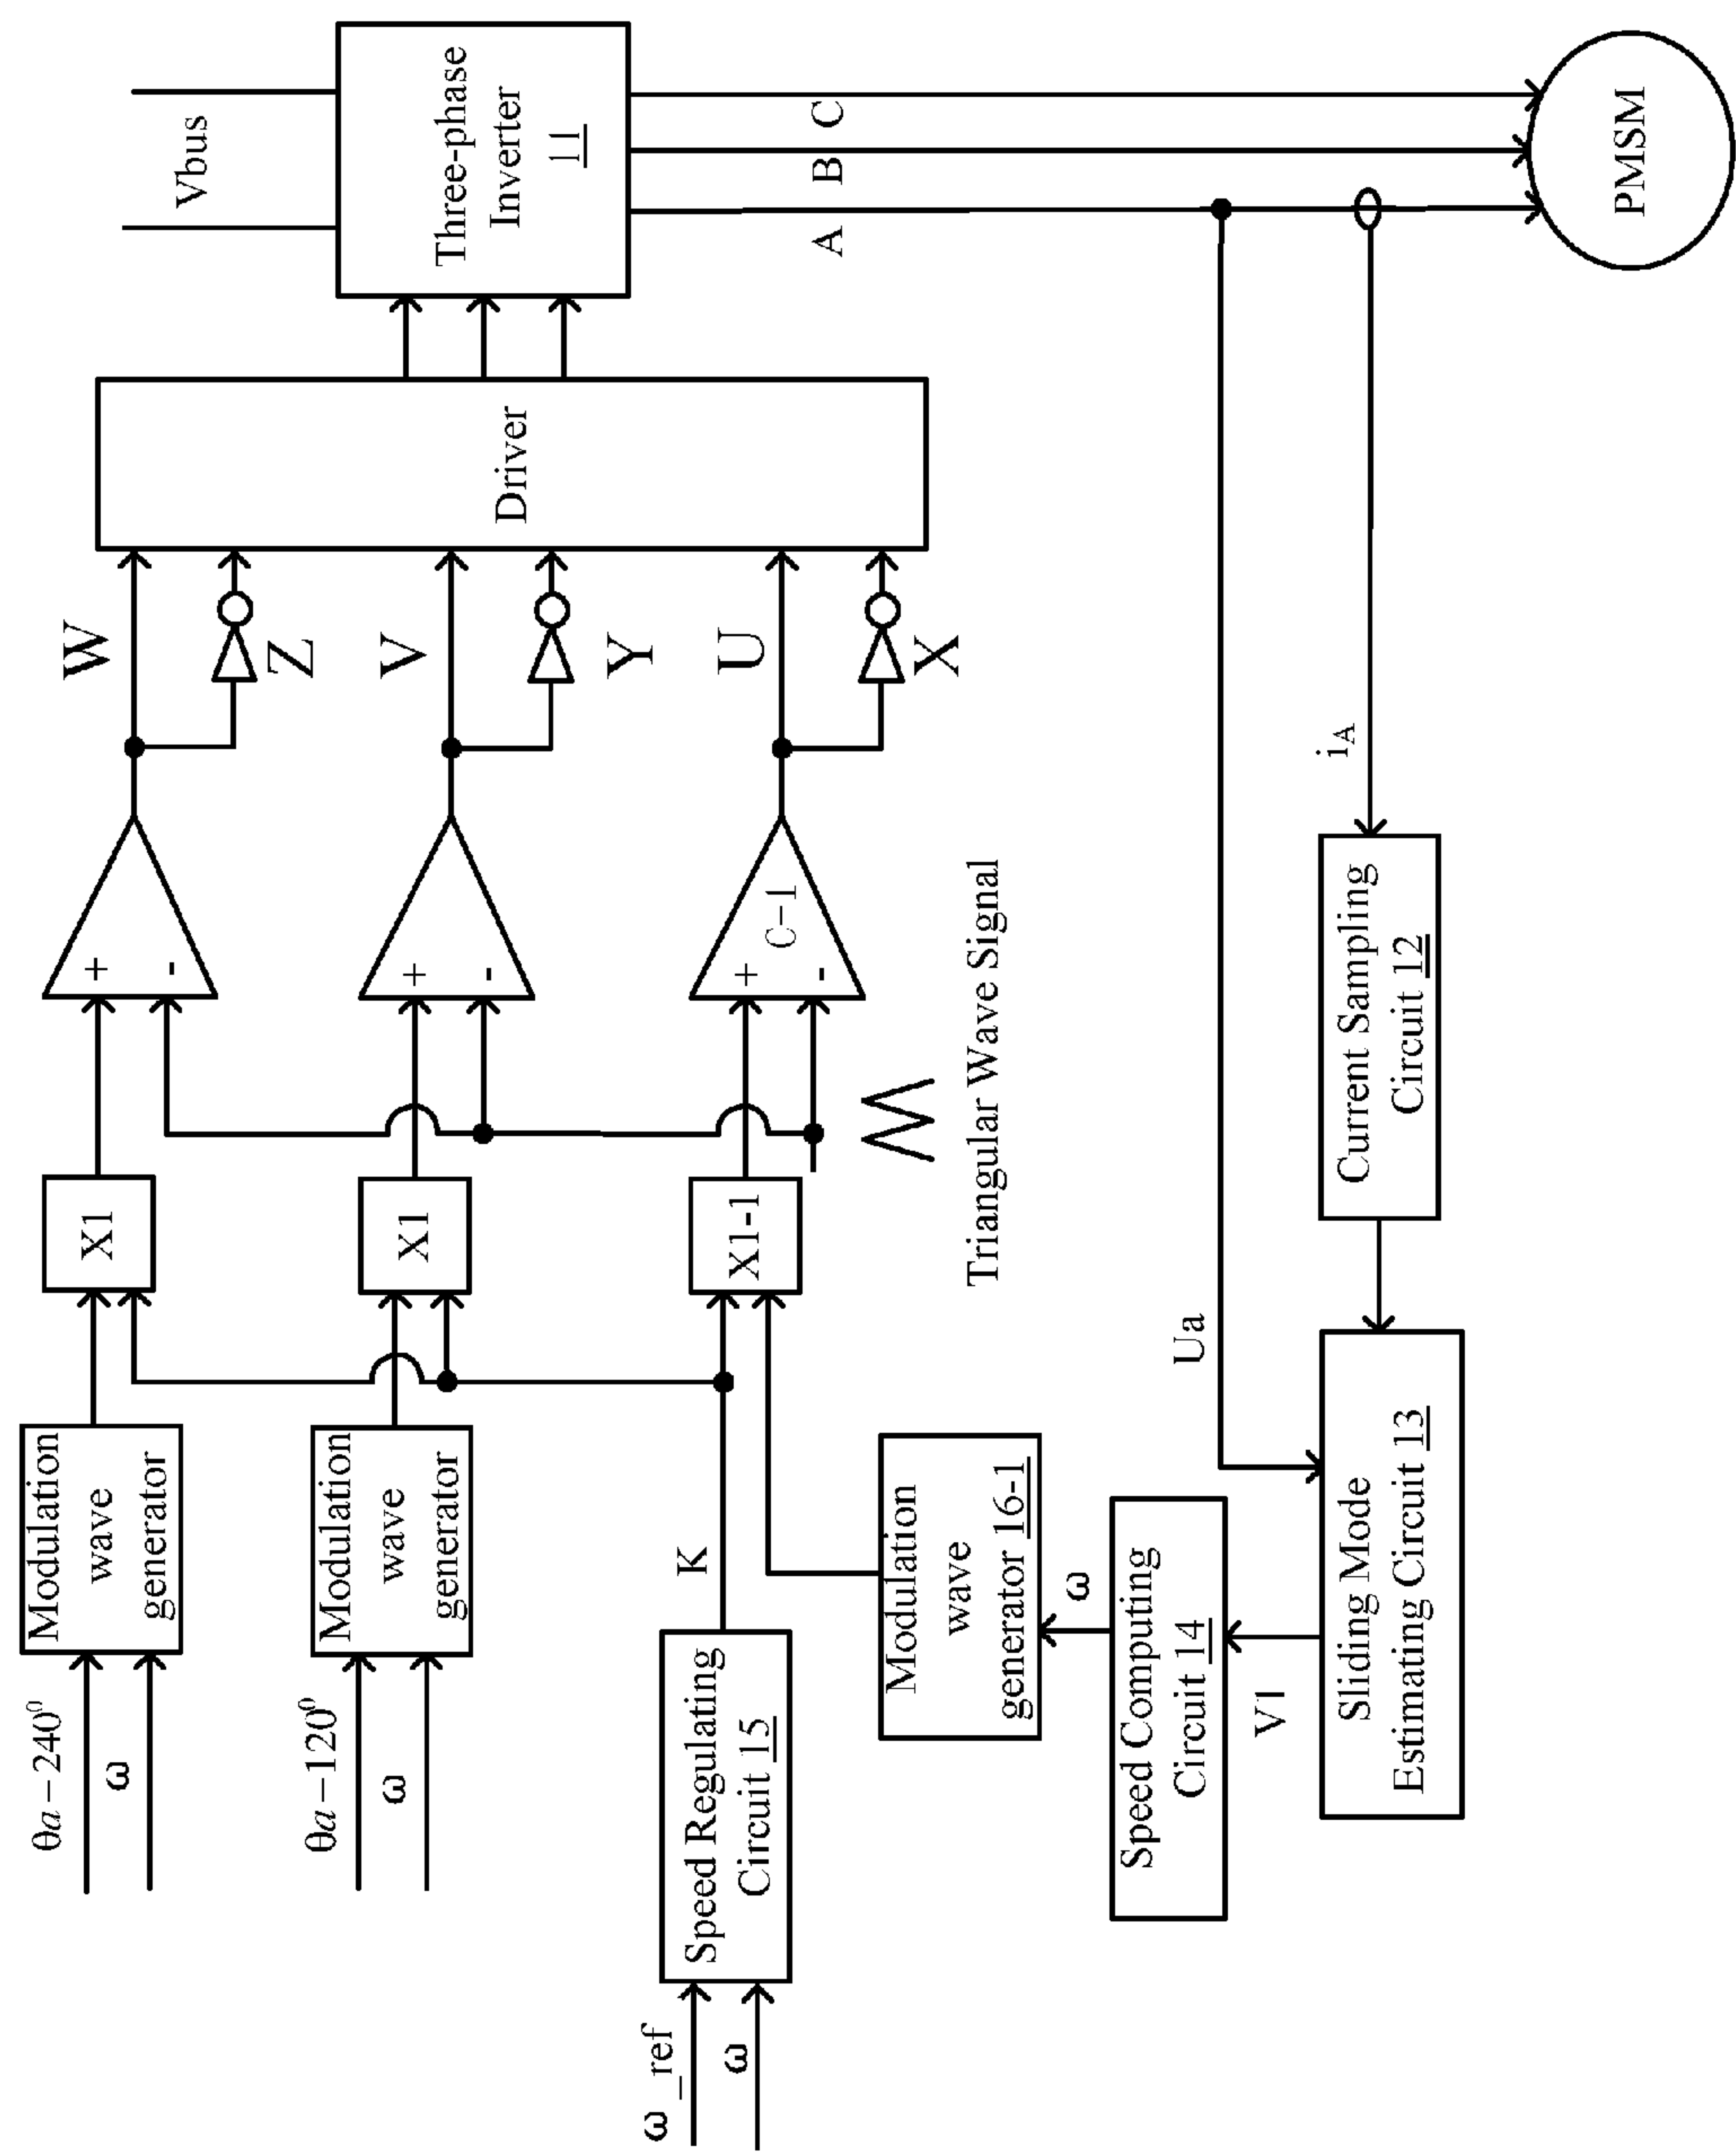 θa−240⁰
ω
Modulation
wave
generator
X1
+
-
W
Z
θa−120⁰
ω
Modulation
wave
generator
X1
+
-
V
Y
ω_ref
ω
Speed Regulating
Circuit 15
K
X1-1
+
-
C-1
U
X
Driver
Vbus
Three-phase
Inverter
11
Triangular Wave Signal
Modulation
wave
generator 16-1
ω
Speed Computing
Circuit 14
V1
Sliding Mode
Estimating Circuit 13
Ua
Current Sampling
Circuit 12
iA
A
B
C
PMSM